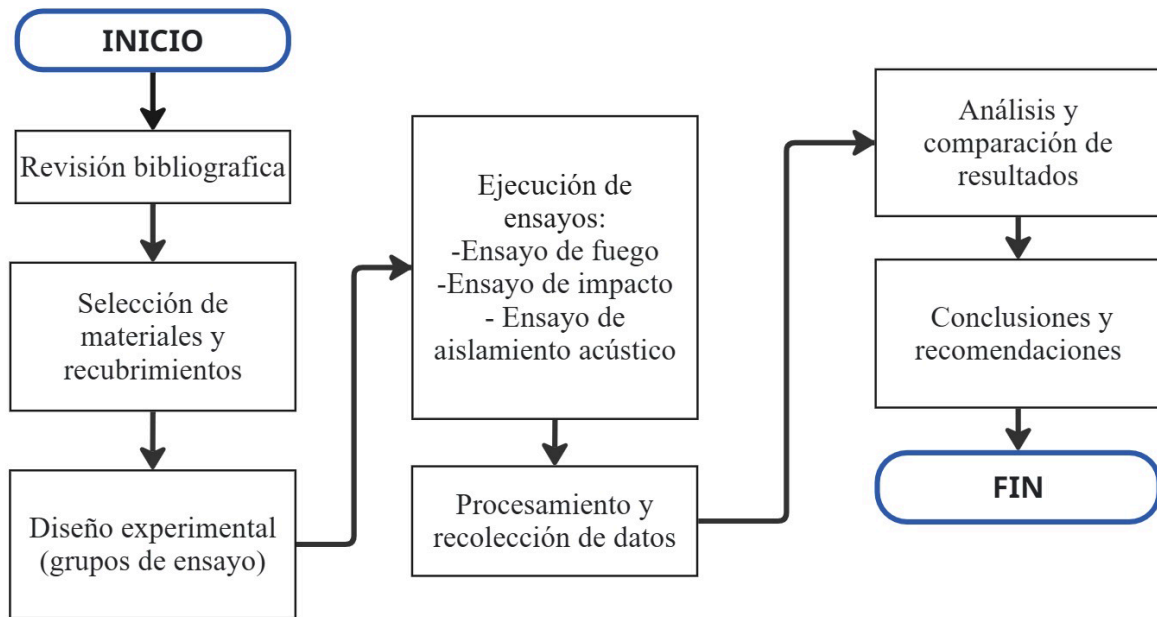 INICIO
Revisión bibliografica
Selección de
materiales y
recubrimientos
Diseño experimental
(grupos de ensayo)
Ejecución de
ensayos:
-Ensayo de fuego
-Ensayo de impacto
- Ensayo de
aislamiento acústico
Procesamiento y
recolección de datos
Análisis y
comparación de
resultados
Conclusiones y
recomendaciones
FIN